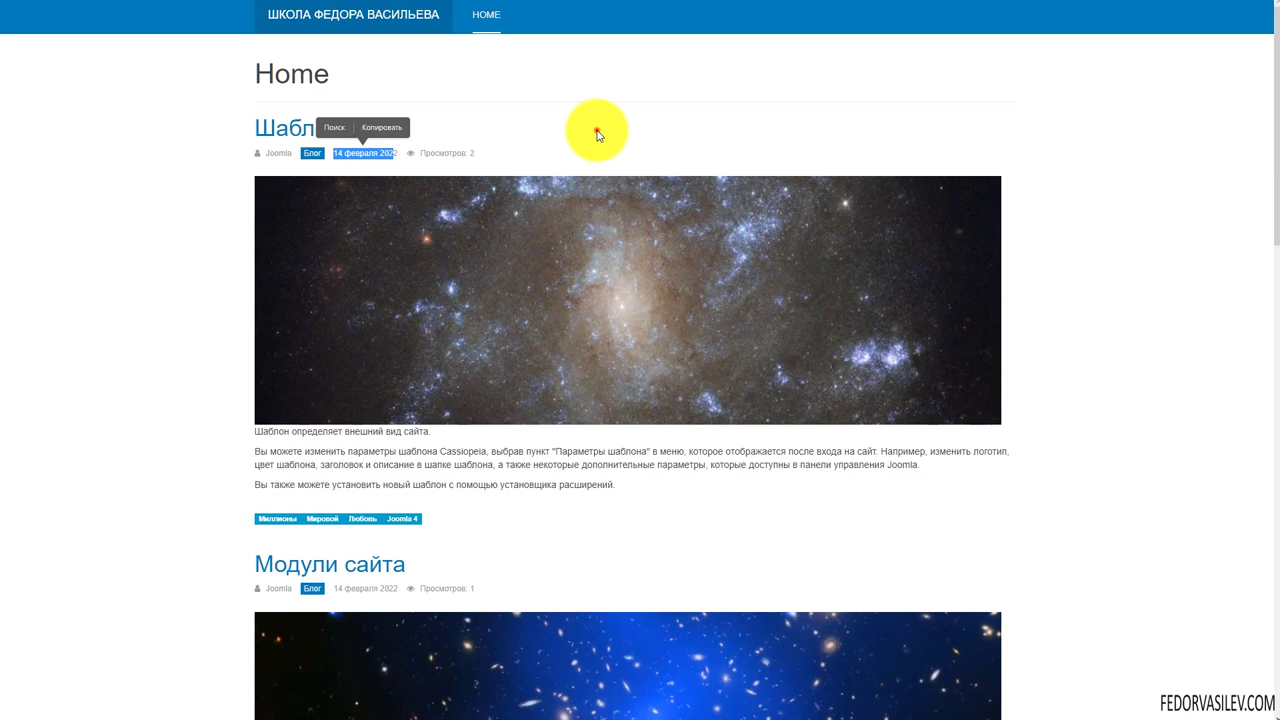 ШКОЛА ФЕДОРА ВАСИЛЬЕВА HOME
Home
Шабл
Поиск Копировать
Joomla Блог 14 февраля 2022 Просмотров: 2
Шаблон определяет внешний вид сайта.
Вы можете изменить параметры шаблона Cassiopeia, выбрав пункт "Параметры шаблона" в меню, которое отображается после входа на сайт. Например, изменить логотип,
цвет шаблона, заголовок и описание в шапке шаблона, а также некоторые дополнительные параметры, которые доступны в панели управления Joomla.
Вы также можете установить новый шаблон с помощью установщика расширений.
Миллионы Мировой Любовь Joomla 4
Модули сайта
Joomla Блог 14 февраля 2022 Просмотров: 1
FEDORVASILEV.COM